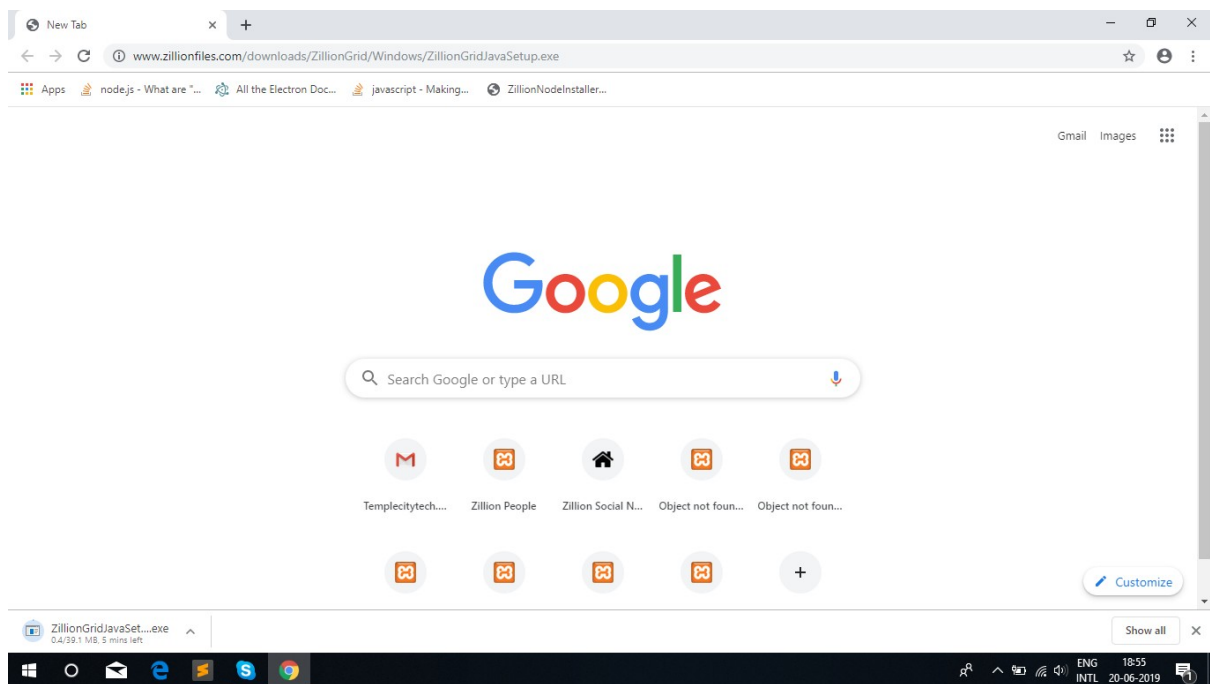 New Tab
www.zillionfiles.com/downloads/ZillionGrid/Windows/ZillionGridJavaSetup.exe
Apps node.js - What are "... All the Electron Doc... javascript - Making... ZillionNodeInstaller...
Gmail Images
Google
Search Google or type a URL
Templecitytech.... Zillion People Zillion Social N... Object not foun... Object not foun...
Customize
ZillionGridJavaSet....exe
0.4/39.1 MB, 5 mins left
Show all
ENG 18:55
INTL 20-06-2019
1